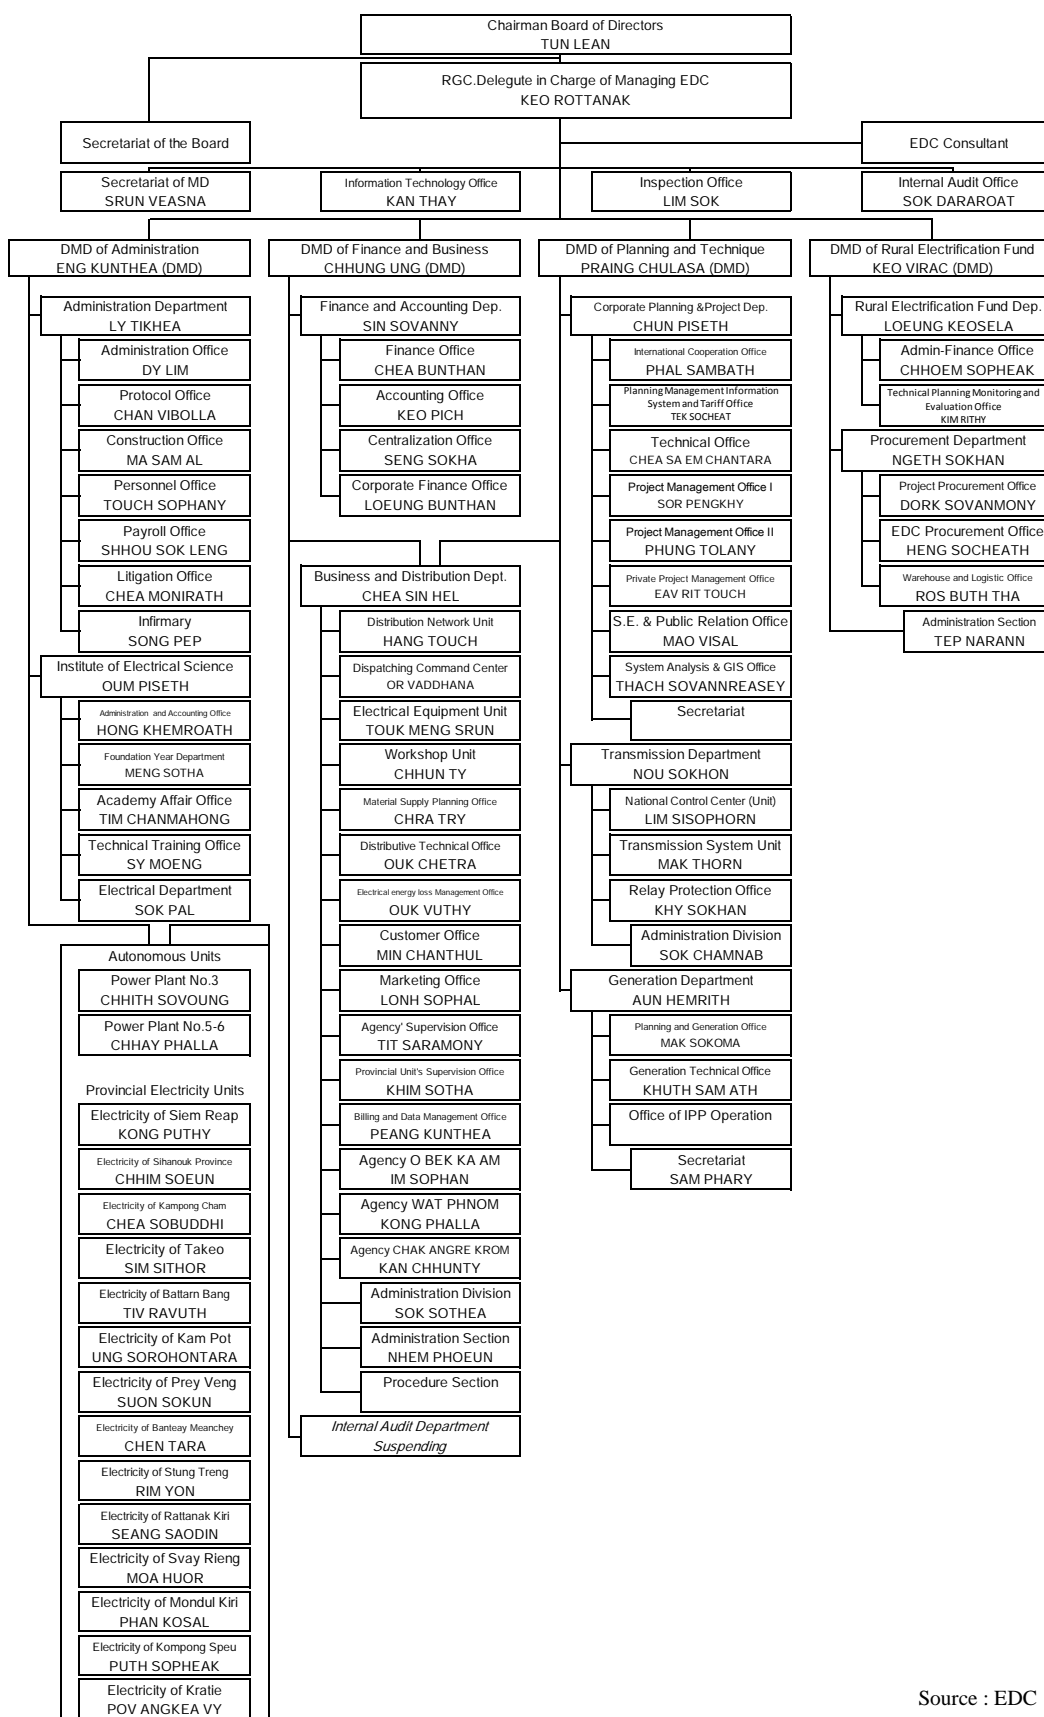 Chairman Board of Directors
TUN LEAN
RGC.Delegute in Charge of Managing EDC
KEO ROTTANAK
Secretariat of the Board
EDC Consultant
Secretariat of MD
SRUN VEASNA
Information Technology Office
KAN THAY
Inspection Office
LIM SOK
Internal Audit Office
SOK DARAROAT
DMD of Administration
ENG KUNTHEA (DMD)
Administration Department
LY TIKHEA
Administration Office
DY LIM
Protocol Office
CHAN VIBOLLA
Construction Office
MA SAM AL
Personnel Office
TOUCH SOPHANY
Payroll Office
SHHOU SOK LENG
Litigation Office
CHEA MONIRATH
Infirmary
SONG PEP
Institute of Electrical Science
OUM PISETH
Administration and Accounting Office
HONG KHEMROATH
Foundation Year Department
MENG SOTHA
Academy Affair Office
TIM CHANMAHONG
Technical Training Office
SY MOENG
Electrical Department
SOK PAL
Autonomous Units
Power Plant No.3
CHHITH SOVOUNG
Power Plant No.5-6
CHHAY PHALLA
Provincial Electricity Units
Electricity of Siem Reap
KONG PUTHY
Electricity of Sihanouk Province
CHHIM SOEUN
Electricity of Kampong Cham
CHEA SOBUDDHI
Electricity of Takeo
SIM SITHOR
Electricity of Battarn Bang
TIV RAVUTH
Electricity of Kam Pot
UNG SOROHONTARA
Electricity of Prey Veng
SUON SOKUN
Electricity of Banteay Meanchey
CHEN TARA
Electricity of Stung Treng
RIM YON
Electricity of Rattanak Kiri
SEANG SAODIN
Electricity of Svay Rieng
MOA HUOR
Electricity of Mondul Kiri
PHAN KOSAL
Electricity of Kompong Speu
PUTH SOPHEAK
Electricity of Kratie
POV ANGKEA VY
DMD of Finance and Business
CHHUNG UNG (DMD)
Finance and Accounting Dep.
SIN SOVANNY
Finance Office
CHEA BUNTHAN
Accounting Office
KEO PICH
Centralization Office
SENG SOKHA
Corporate Finance Office
LOEUNG BUNTHAN
Business and Distribution Dept.
CHEA SIN HEL
Distribution Network Unit
HANG TOUCH
Dispatching Command Center
OR VADDHANA
Electrical Equipment Unit
TOUK MENG SRUN
Workshop Unit
CHHUN TY
Material Supply Planning Office
CHRA TRY
Distributive Technical Office
OUK CHETRA
Electrical energy loss Management Office
OUK VUTHY
Customer Office
MIN CHANTHUL
Marketing Office
LONH SOPHAL
Agency' Supervision Office
TIT SARAMONY
Provincial Unit's Supervision Office
KHIM SOTHA
Billing and Data Management Office
PEANG KUNTHEA
Agency O BEK KA AM
IM SOPHAN
Agency WAT PHNOM
KONG PHALLA
Agency CHAK ANGRE KROM
KAN CHHUNTY
Administration Division
SOK SOTHEA
Administration Section
NHEM PHOEUN
Procedure Section
Internal Audit Department
Suspending
DMD of Planning and Technique
PRAING CHULASA (DMD)
Corporate Planning &Project Dep.
CHUN PISETH
International Cooperation Office
PHAL SAMBATH
Planning Management Information
System and Tariff Office
TEK SOCHEAT
Technical Office
CHEA SA EM CHANTARA
Project Management Office I
SOR PENGKHY
Project Management Office II
PHUNG TOLANY
Private Project Management Office
EAV RIT TOUCH
S.E. & Public Relation Office
MAO VISAL
System Analysis & GIS Office
THACH SOVANNREASEY
Secretariat
Transmission Department
NOU SOKHON
National Control Center (Unit)
LIM SISOPHORN
Transmission System Unit
MAK THORN
Relay Protection Office
KHY SOKHAN
Administration Division
SOK CHAMNAB
Generation Department
AUN HEMRITH
Planning and Generation Office
MAK SOKOMA
Generation Technical Office
KHUTH SAM ATH
Office of IPP Operation
Secretariat
SAM PHARY
DMD of Rural Electrification Fund
KEO VIRAC (DMD)
Rural Electrification Fund Dep.
LOEUNG KEOSELA
Admin-Finance Office
CHHOEM SOPHEAK
Technical Planning Monitoring and
Evaluation Office
KIM RITHY
Procurement Department
NGETH SOKHAN
Project Procurement Office
DORK SOVANMONY
EDC Procurement Office
HENG SOCHEATH
Warehouse and Logistic Office
ROS BUTH THA
Administration Section
TEP NARANN
Source : EDC